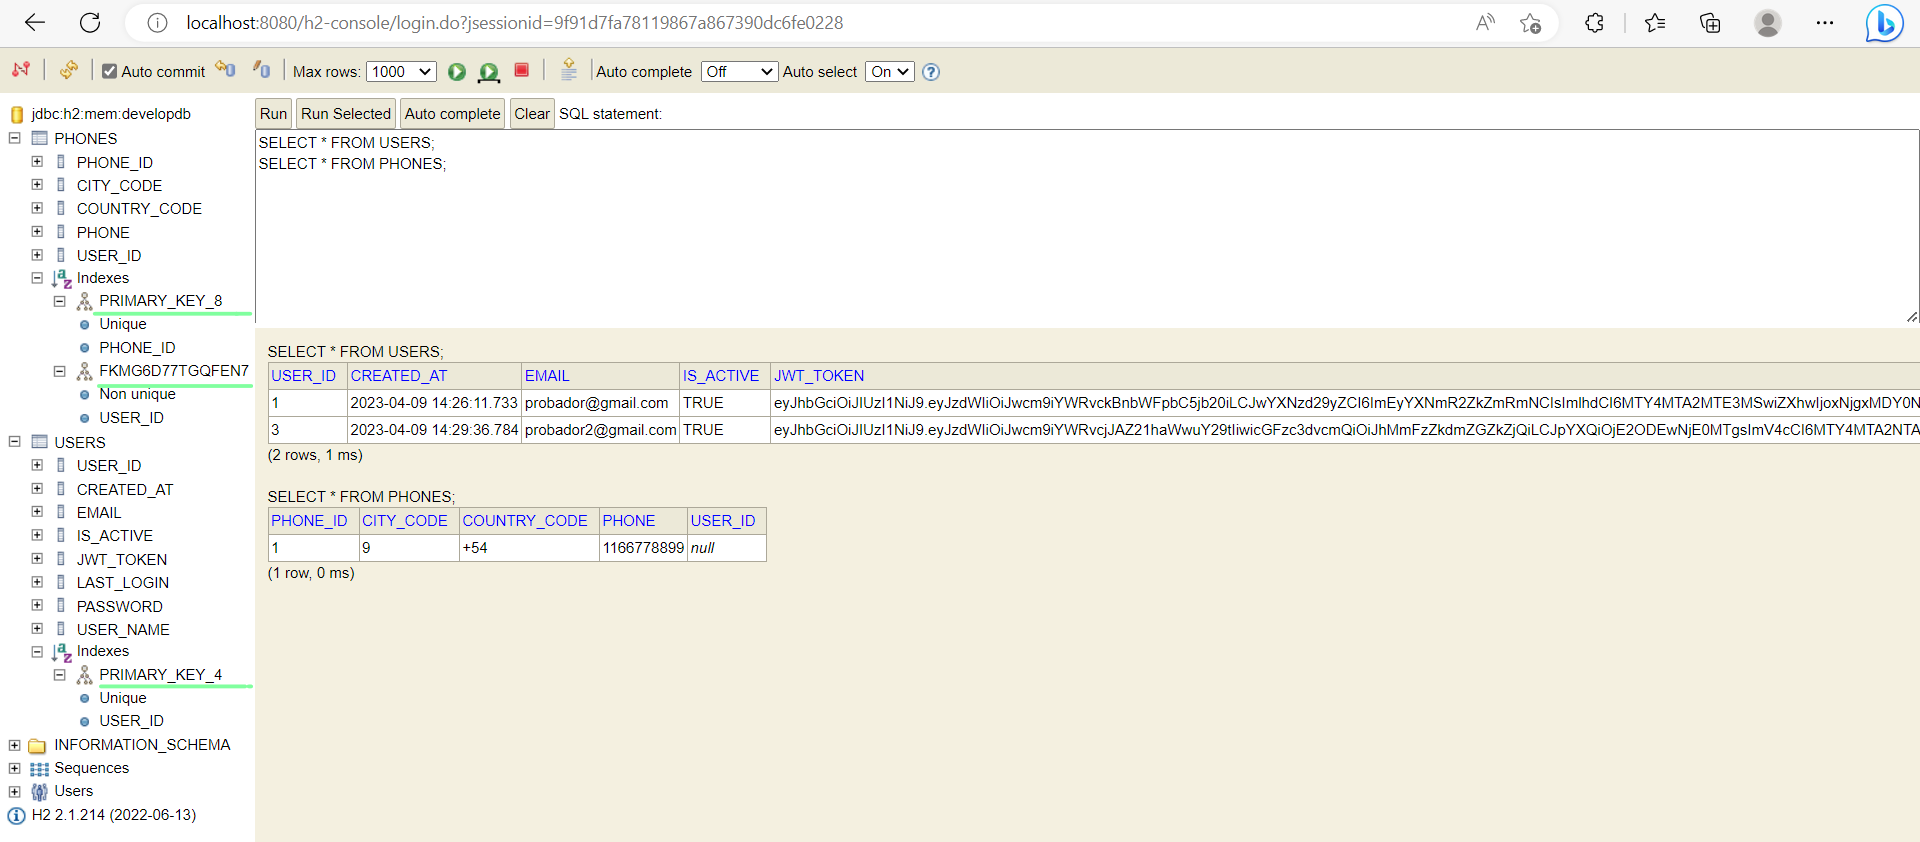 localhost:8080/h2-console/login.do?jsessionid=9f91d7fa78119867a867390dc6fe0228
Auto commit Max rows: 1000 Auto complete Off Auto select On
jdbc:h2:mem:developdb
PHONES
PHONE_ID
CITY_CODE
COUNTRY_CODE
PHONE
USER_ID
Indexes
PRIMARY_KEY_8
Unique
PHONE_ID
FKMG6D77TGQFEN7
Non unique
USER_ID
USERS
USER_ID
CREATED_AT
EMAIL
IS_ACTIVE
JWT_TOKEN
LAST_LOGIN
PASSWORD
USER_NAME
Indexes
PRIMARY_KEY_4
Unique
USER_ID
INFORMATION_SCHEMA
Sequences
Users
H2 2.1.214 (2022-06-13)
Run Run Selected Auto complete Clear SQL statement:
SELECT * FROM USERS;
SELECT * FROM PHONES;
SELECT * FROM USERS;
USER_ID CREATED_AT EMAIL IS_ACTIVE JWT_TOKEN
1 2023-04-09 14:26:11.733 probador@gmail.com TRUE eyJhbGciOiJIUzI1NiJ9.eyJzdWIiOiJwcm9iYWRvckBnbWFpbC5jb20iLCJwYXNzd29yZCI6ImEyYXNmR2ZkZmRmNCIsImlhdCI6MTY4MTA2MTE3MSwiZXhwIjoxNjgxMDY0N
3 2023-04-09 14:29:36.784 probador2@gmail.com TRUE eyJhbGciOiJIUzI1NiJ9.eyJzdWIiOiJwcm9iYWRvcjJAZ21haWwuY29tIiwicGFzc3dvcmQiOiJhMmFzZkdmZGZkZjQiLCJpYXQiOjE2ODEwNjE0MTgsImV4cCI6MTY4MTA2NTA
(2 rows, 1 ms)
SELECT * FROM PHONES;
PHONE_ID CITY_CODE COUNTRY_CODE PHONE USER_ID
1 9 +54 1166778899 null
(1 row, 0 ms)